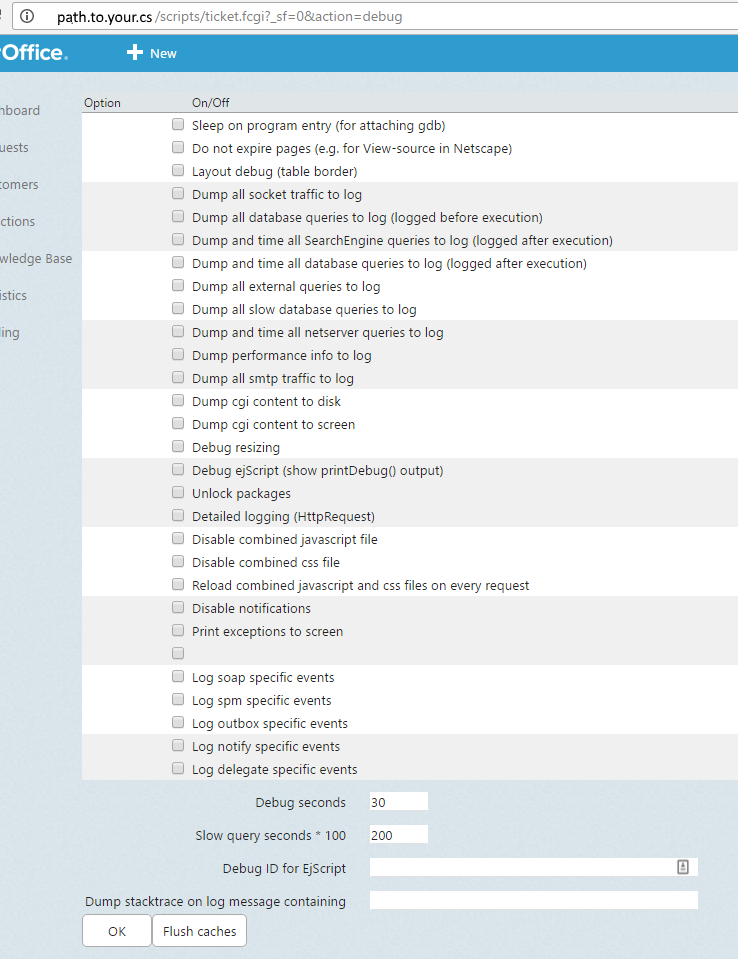 path.to.your.cs/scripts/ticket.fcgi?_sf=0&action=debug
Office.
New
nboard
Option On/Off
Sleep on program entry (for attaching gdb)
uests
Do not expire pages (e.g. for View-source in Netscape)
Layout debug (table border)
tomers
Dump all socket traffic to log
ctions
Dump all database queries to log (logged before execution)
Dump and time all SearchEngine queries to log (logged after execution)
wledge Base
Dump and time all database queries to log (logged after execution)
Dump all external queries to log
istics
Dump all slow database queries to log
ling
Dump and time all netserver queries to log
Dump performance info to log
Dump all smtp traffic to log
Dump cgi content to disk
Dump cgi content to screen
Debug resizing
Debug ejScript (show printDebug() output)
Unlock packages
Detailed logging (HttpRequest)
Disable combined javascript file
Disable combined css file
Reload combined javascript and css files on every request
Disable notifications
Print exceptions to screen
Log soap specific events
Log spm specific events
Log outbox specific events
Log notify specific events
Log delegate specific events
Debug seconds 30
Slow query seconds * 100 200
Debug ID for EjScript
Dump stacktrace on log message containing
OK Flush caches